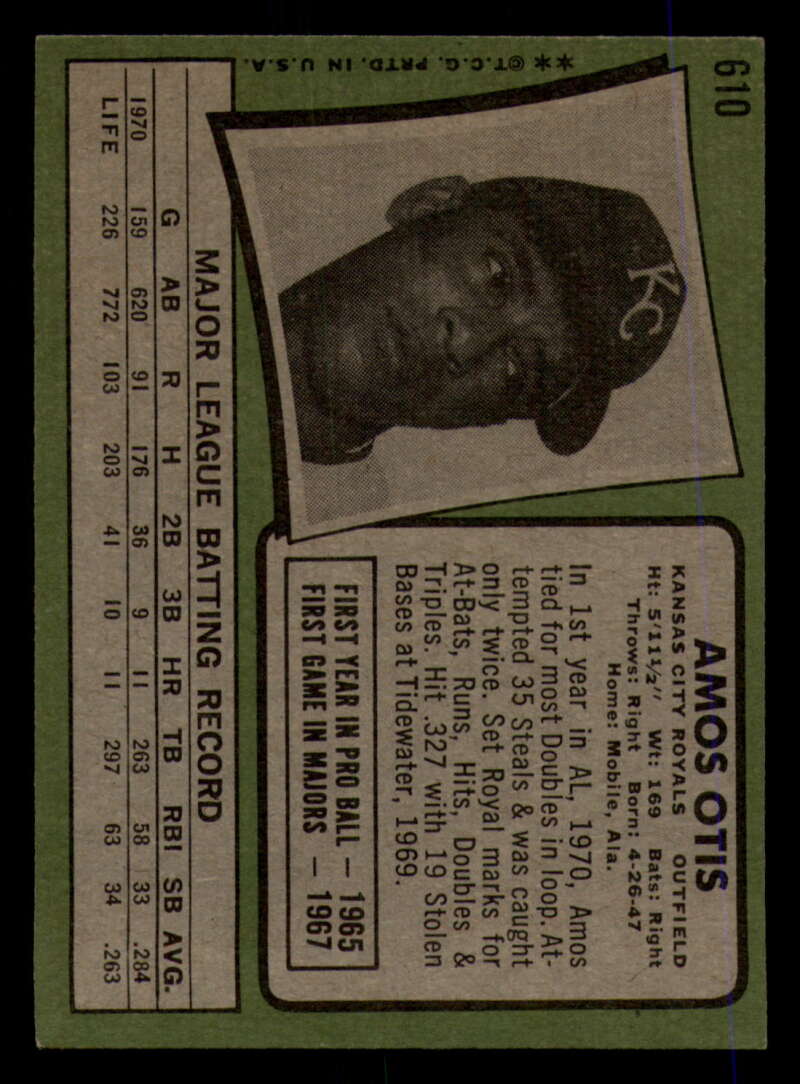 610
** ©T.C.G. PRTD. IN U.S.A.
KC
AMOS OTIS
KANSAS CITY ROYALS OUTFIELD
Ht: 5'11½" Wt: 169 Bats: Right
Throws: Right Born: 4-26-47
Home: Mobile, Ala.
In 1st year in AL, 1970, Amos
tied for most Doubles in loop. At-
tempted 35 Steals & was caught
only twice. Set Royal marks for
At-Bats, Runs, Hits, Doubles &
Triples. Hit .327 with 19 Stolen
Bases at Tidewater, 1969.
FIRST YEAR IN PRO BALL — 1965
FIRST GAME IN MAJORS — 1967
MAJOR LEAGUE BATTING RECORD
G AB R H 2B 3B HR TB RBI SB AVG.
1970 159 620 91 176 36 9 11 263 58 33 .284
LIFE 226 772 103 203 41 10 11 297 63 34 .263